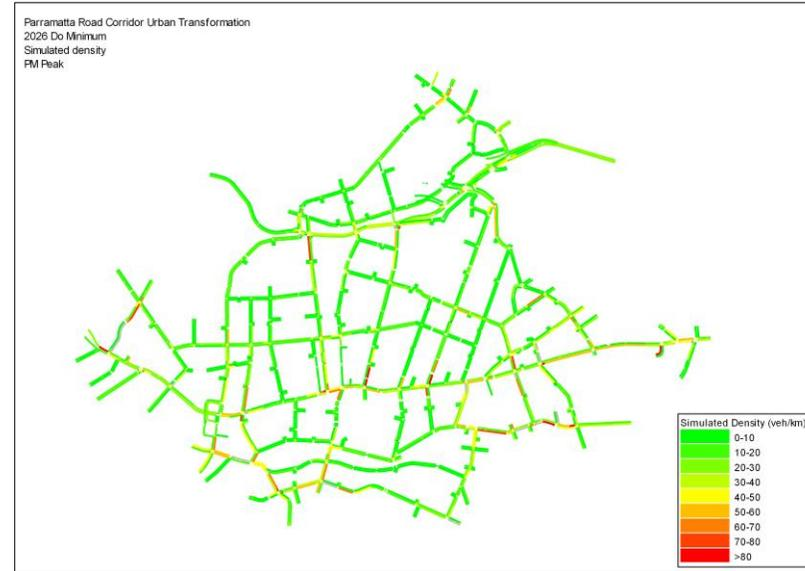 Parramatta Road Corridor Urban Transformation
2026 Do Minimum
Simulated density
PM Peak
Simulated Density (veh/km)
0-10
10-20
20-30
30-40
40-50
50-60
60-70
70-80
>80